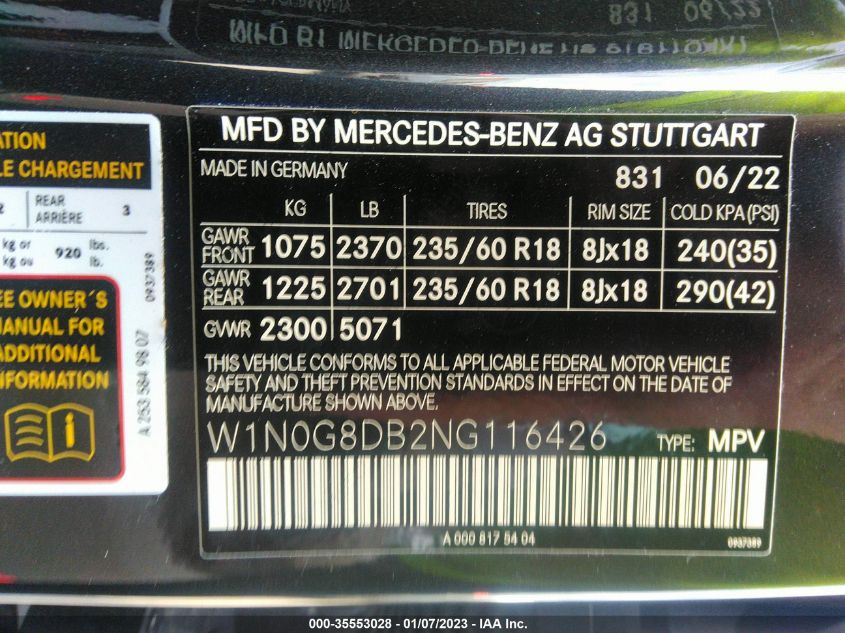 831 06/22
MFD BY MERCEDES-BENZ AG STUTTGART
MADE IN GERMANY 831 06/22
KG LB TIRES RIM SIZE COLD KPA(PSI)
GAWR FRONT 1075 2370 235/60 R18 8Jx18 240(35)
GAWR REAR 1225 2701 235/60 R18 8Jx18 290(42)
GVWR 2300 5071
THIS VEHICLE CONFORMS TO ALL APPLICABLE FEDERAL MOTOR VEHICLE
SAFETY AND THEFT PREVENTION STANDARDS IN EFFECT ON THE DATE OF
MANUFACTURE SHOWN ABOVE.
W1N0G8DB2NG116426 TYPE: MPV
A 000 817 54 04 0937389
CHARGEMENT
REAR
ARRIÈRE 3
kg or 920 lbs.
kg ou lb.
OWNER´S
MANUAL FOR
ADDITIONAL
INFORMATION
0937389
A 253 584 98 07
000-35553028 - 01/07/2023 - IAA Inc.